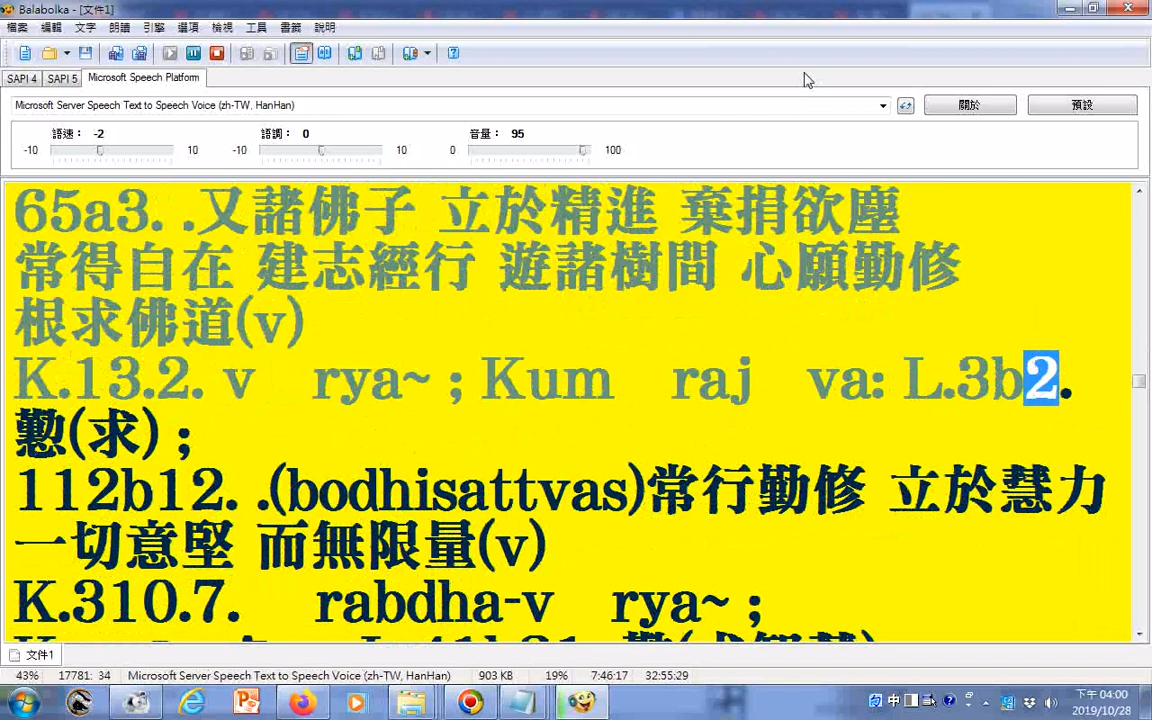 Balabolka - [文件1]
檔案 編輯 文字 朗讀 引擎 選項 檢視 工具 書籤 說明
SAPI 4 SAPI 5 Microsoft Speech Platform
Microsoft Server Speech Text to Speech Voice (zh-TW, HanHan) 關於 預設
語速： -2 語調： 0 音量： 95
-10 10 -10 10 0 100
65a3. .又諸佛子 立於精進 棄捐欲塵
常得自在 建志經行 遊諸樹間 心願勤修
根求佛道(v)
K.13.2. v rya~ ; Kum raj va: L.3b2.
懃(求) ;
112b12. .(bodhisattvas)常行勤修 立於慧力
一切意堅 而無限量(v)
K.310.7. rabdha-v rya~ ;
文件1
43% 17781: 34 Microsoft Server Speech Text to Speech Voice (zh-TW, HanHan) 903 KB 19% 7:46:17 32:55:29
中 下午 04:00
2019/10/28